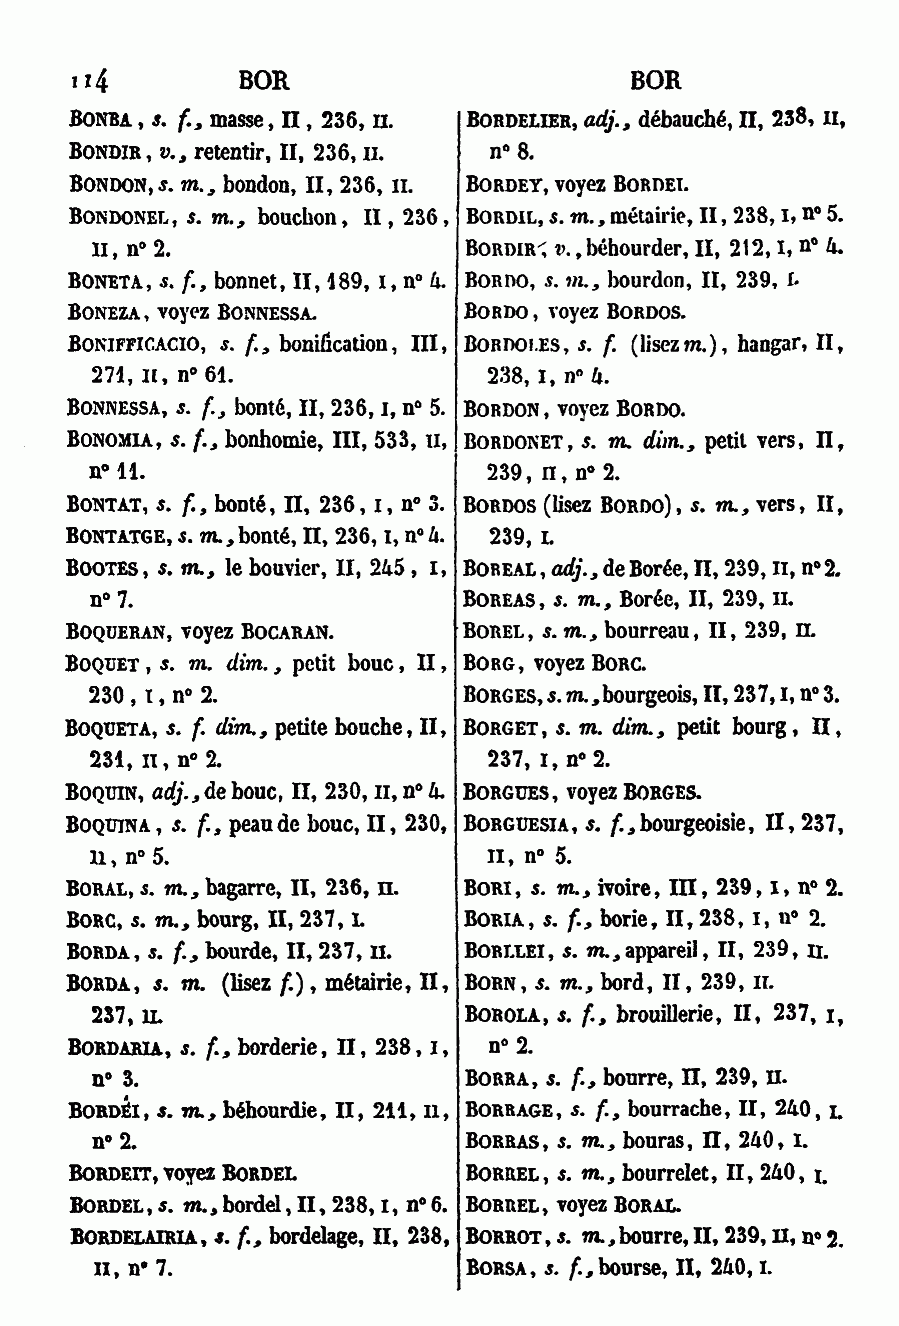 114 BOR BOR
BONBA, s. f., masse, II, 236, II.
BONDIR, v., retentir, II, 236, II.
BONDON, s. m., bondon, II, 236, II.
BONDONEL, s. m., bouchon, II, 236,
II, n° 2.
BONETA, s. f., bonnet, II, 189, I, n° 4.
BONEZA, voyez BONNESSA.
BONIFFICACIO, s. f., bonification, III,
271, II, n° 61.
BONNESSA, s. f., bonté, II, 236, I, n° 5.
BONOMIA, s. f., bonhomie, III, 533, II,
n° 11.
BONTAT, s. f., bonté, II, 236, I, n° 3.
BONTATGE, s. m., bonté, II, 236, I, n° 4.
BOOTES, s. m., le bouvier, II, 245, I,
n° 7.
BOQUERAN, voyez BOCARAN.
BOQUET, s. m. dim., petit bouc, II,
230, I, n° 2.
BOQUETA, s. f. dim., petite bouche, II,
231, II, n° 2.
BOQUIN, adj., de bouc, II, 230, II, n° 4.
BOQUINA, s. f., peau de bouc, II, 230,
II, n° 5.
BORAL, s. m., bagarre, II, 236, II.
BORC, s. m., bourg, II, 237, I.
BORDA, s. f., bourde, II, 237, II.
BORDA, s. m. (lisez f.), métairie, II,
237, II.
BORDARIA, s. f., borderie, II, 238, I,
n° 3.
BORDÉI, s. m., béhourdie, II, 211, II,
n° 2.
BORDEIT, voyez BORDEI.
BORDEL, s. m., bordel, II, 238, I, n° 6.
BORDELAIRIA, s. f., bordelage, II, 238,
II, n° 7.
BORDELIER, adj., débauché, II, 238, II,
n° 8.
BORDEY, voyez BORDEI.
BORDIL, s. m., métairie, II, 238, I, n° 5.
BORDIR, v., béhourder, II, 212, I, n° 4.
BORDO, s. m., bourdon, II, 239, I.
BORDO, voyez BORDOS.
BORDOLES, s. f. (lisez m.), hangar, II,
238, I, n° 4.
BORDON, voyez BORDO.
BORDONET, s. m. dim., petit vers, II,
239, II, n° 2.
BORDOS (lisez BORDO), s. m., vers, II,
239, I.
BOREAL, adj., de Borée, II, 239, II, n° 2.
BOREAS, s. m., Borée, II, 239, II.
BOREL, s. m., bourreau, II, 239, II.
BORG, voyez BORC.
BORGES, s. m., bourgeois, II, 237, I, n° 3.
BORGET, s. m. dim., petit bourg, II,
237, I, n° 2.
BORGUES, voyez BORGES.
BORGUESIA, s. f., bourgeoisie, II, 237,
II, n° 5.
BORI, s. m., ivoire, III, 239, I, n° 2.
BORIA, s. f., borie, II, 238, I, n° 2.
BORLLEI, s. m., appareil, II, 239, II.
BORN, s. m., bord, II, 239, II.
BOROLA, s. f., brouillerie, II, 237, I,
n° 2.
BORRA, s. f., bourre, II, 239, II.
BORRAGE, s. f., bourrache, II, 240, I.
BORRAS, s. m., bouras, II, 240, I.
BORREL, s. m., bourrelet, II, 240, I.
BORREL, voyez BORAL.
BORROT, s. m., bourre, II, 239, II, n° 2.
BORSA, s. f., bourse, II, 240, I.